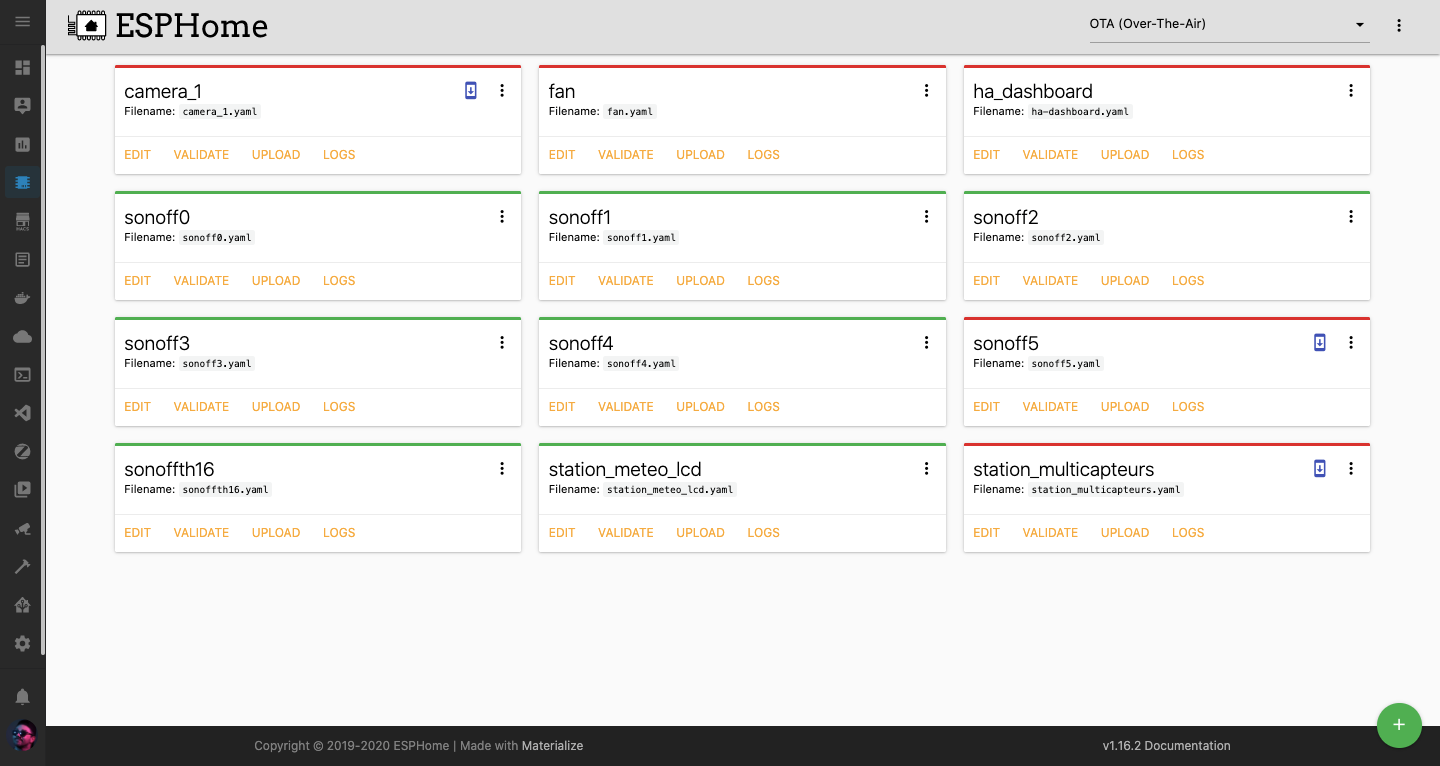 ESPHome
OTA (Over-The-Air)
camera_1
Filename: camera_1.yaml
EDIT VALIDATE UPLOAD LOGS
fan
Filename: fan.yaml
EDIT VALIDATE UPLOAD LOGS
ha_dashboard
Filename: ha-dashboard.yaml
EDIT VALIDATE UPLOAD LOGS
sonoff0
Filename: sonoff0.yaml
EDIT VALIDATE UPLOAD LOGS
sonoff1
Filename: sonoff1.yaml
EDIT VALIDATE UPLOAD LOGS
sonoff2
Filename: sonoff2.yaml
EDIT VALIDATE UPLOAD LOGS
sonoff3
Filename: sonoff3.yaml
EDIT VALIDATE UPLOAD LOGS
sonoff4
Filename: sonoff4.yaml
EDIT VALIDATE UPLOAD LOGS
sonoff5
Filename: sonoff5.yaml
EDIT VALIDATE UPLOAD LOGS
sonoffth16
Filename: sonoffth16.yaml
EDIT VALIDATE UPLOAD LOGS
station_meteo_lcd
Filename: station_meteo_lcd.yaml
EDIT VALIDATE UPLOAD LOGS
station_multicapteurs
Filename: station_multicapteurs.yaml
EDIT VALIDATE UPLOAD LOGS
HACS
Copyright © 2019-2020 ESPHome | Made with Materialize
v1.16.2 Documentation